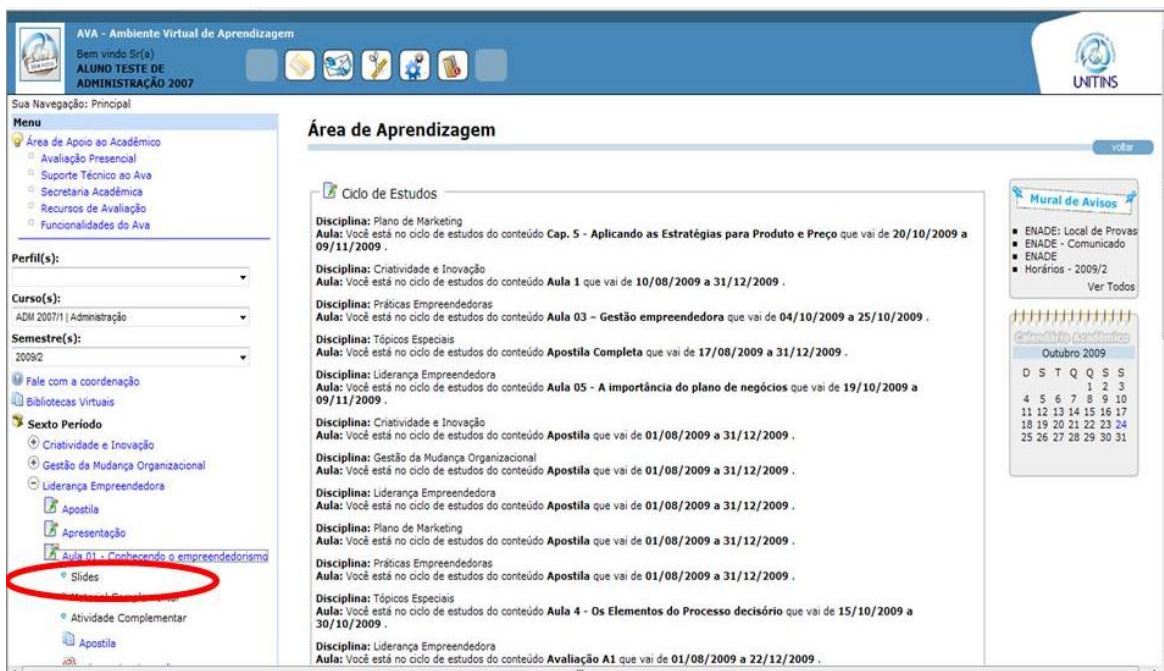 AVA - Ambiente Virtual de Aprendizagem
Bem vindo Sr(a)
ALUNO TESTE DE
ADMINISTRAÇÃO 2007
UNITINS
Sua Navegação: Principal
Menu
Área de Apoio ao Acadêmico
Avaliação Presencial
Suporte Técnico ao Ava
Secretaria Acadêmica
Recursos de Avaliação
Funcionalidades do Ava
Perfil(s):
Curso(s):
ADM 2007/1 | Administração
Semestre(s):
2009/2
Fale com a coordenação
Bibliotecas Virtuais
Sexto Período
Criatividade e Inovação
Gestão da Mudança Organizacional
Liderança Empreendedora
Apostila
Apresentação
Aula 01 - Conhecendo o empreendedorismo
Slides
Material Complementar
Atividade Complementar
Apostila
Área de Aprendizagem
voltar
Ciclo de Estudos
Disciplina: Plano de Marketing
Aula: Você está no ciclo de estudos do conteúdo Cap. 5 - Aplicando as Estratégias para Produto e Preço que vai de 20/10/2009 a
09/11/2009 .
Disciplina: Criatividade e Inovação
Aula: Você está no ciclo de estudos do conteúdo Aula 1 que vai de 10/08/2009 a 31/12/2009 .
Disciplina: Práticas Empreendedoras
Aula: Você está no ciclo de estudos do conteúdo Aula 03 – Gestão empreendedora que vai de 04/10/2009 a 25/10/2009 .
Disciplina: Tópicos Especiais
Aula: Você está no ciclo de estudos do conteúdo Apostila Completa que vai de 17/08/2009 a 31/12/2009 .
Disciplina: Liderança Empreendedora
Aula: Você está no ciclo de estudos do conteúdo Aula 05 - A importância do plano de negócios que vai de 19/10/2009 a
09/11/2009 .
Disciplina: Criatividade e Inovação
Aula: Você está no ciclo de estudos do conteúdo Apostila que vai de 01/08/2009 a 31/12/2009 .
Disciplina: Gestão da Mudança Organizacional
Aula: Você está no ciclo de estudos do conteúdo Apostila que vai de 01/08/2009 a 31/12/2009 .
Disciplina: Liderança Empreendedora
Aula: Você está no ciclo de estudos do conteúdo Apostila que vai de 01/08/2009 a 31/12/2009 .
Disciplina: Plano de Marketing
Aula: Você está no ciclo de estudos do conteúdo Apostila que vai de 01/08/2009 a 31/12/2009 .
Disciplina: Práticas Empreendedoras
Aula: Você está no ciclo de estudos do conteúdo Apostila que vai de 01/08/2009 a 31/12/2009 .
Disciplina: Tópicos Especiais
Aula: Você está no ciclo de estudos do conteúdo Aula 4 - Os Elementos do Processo decisório que vai de 15/10/2009 a
30/10/2009 .
Disciplina: Liderança Empreendedora
Aula: Você está no ciclo de estudos do conteúdo Avaliação A1 que vai de 01/08/2009 a 22/12/2009 .
Mural de Avisos
ENADE: Local de Provas
ENADE - Comunicado
ENADE
Horários - 2009/2
Ver Todos
Calendário Acadêmico
Outubro 2009
D S T Q Q S S
1 2 3
4 5 6 7 8 9 10
11 12 13 14 15 16 17
18 19 20 21 22 23 24
25 26 27 28 29 30 31